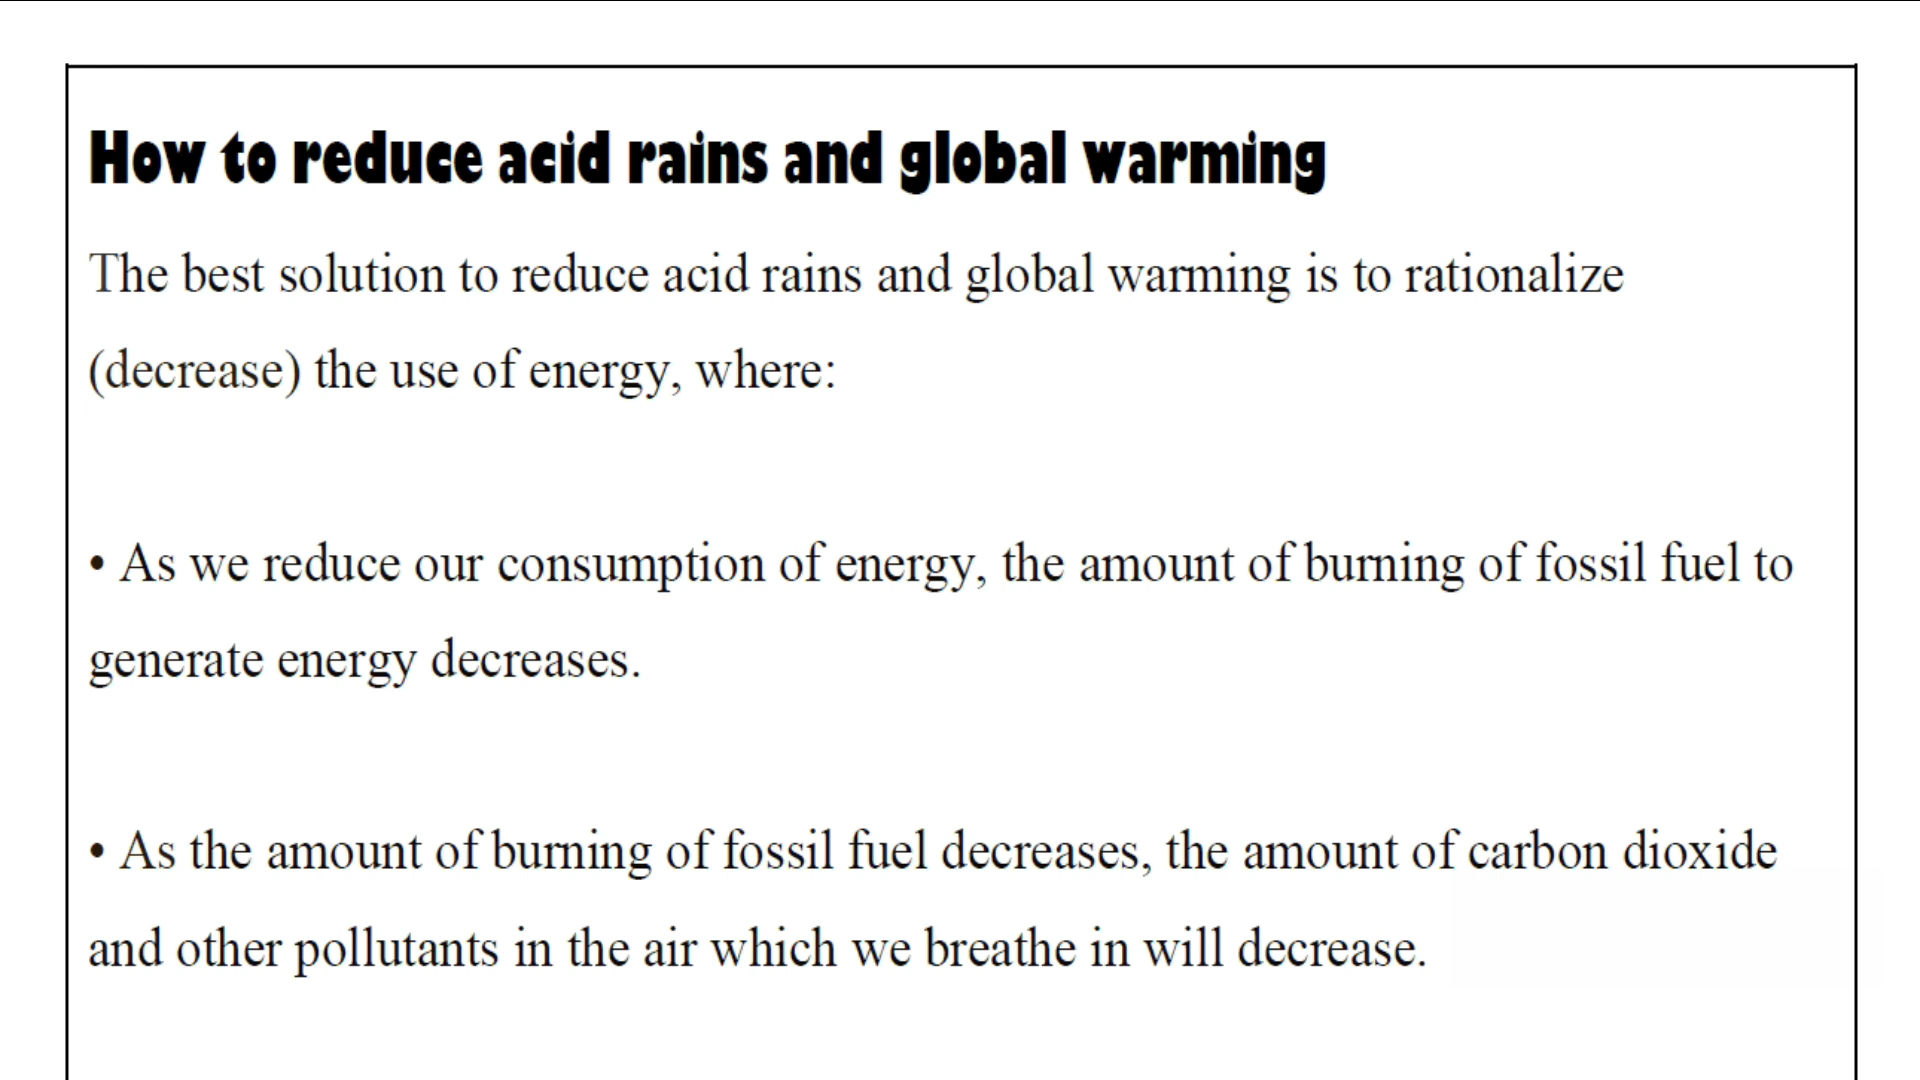 How to reduce acid rains and global warming
The best solution to reduce acid rains and global warming is to rationalize
(decrease) the use of energy, where:
• As we reduce our consumption of energy, the amount of burning of fossil fuel to
generate energy decreases.
• As the amount of burning of fossil fuel decreases, the amount of carbon dioxide
and other pollutants in the air which we breathe in will decrease.